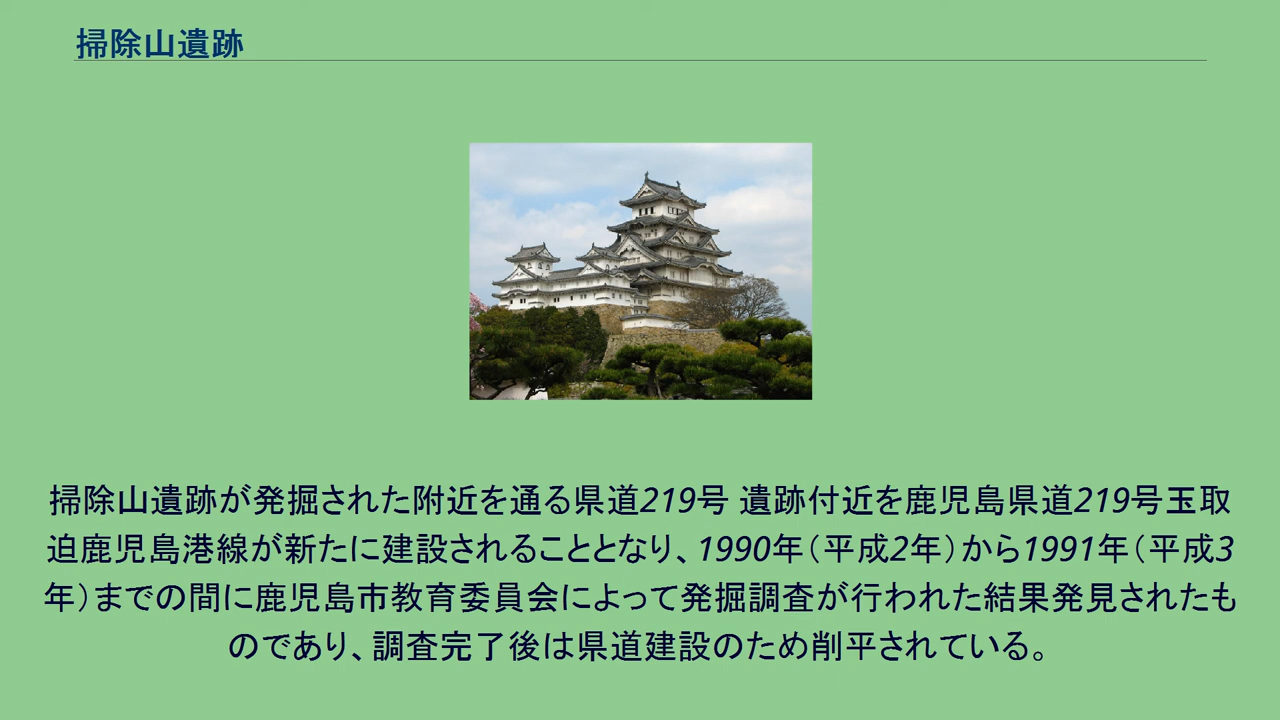 掃除山遺跡
掃除山遺跡が発掘された附近を通る県道219号 遺跡付近を鹿児島県道219号玉取
迫鹿児島港線が新たに建設されることとなり、1990年（平成2年）から1991年（平成3
年）までの間に鹿児島市教育委員会によって発掘調査が行われた結果発見されたも
のであり、調査完了後は県道建設のため削平されている。